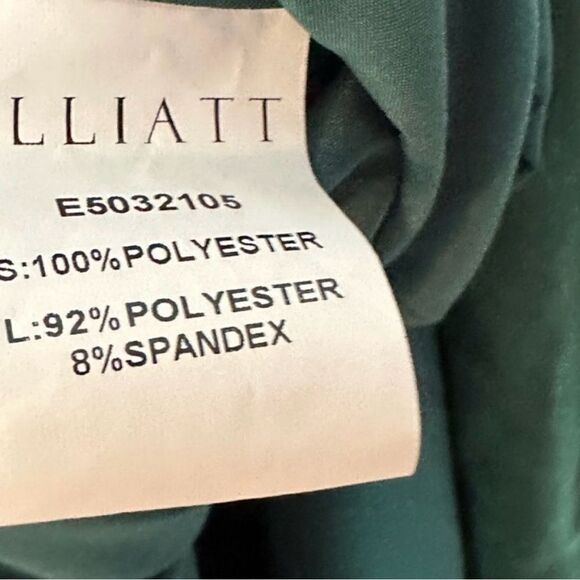 LLIATT
E5032105
S:100%POLYESTER
L:92%POLYESTER
8%SPANDEX